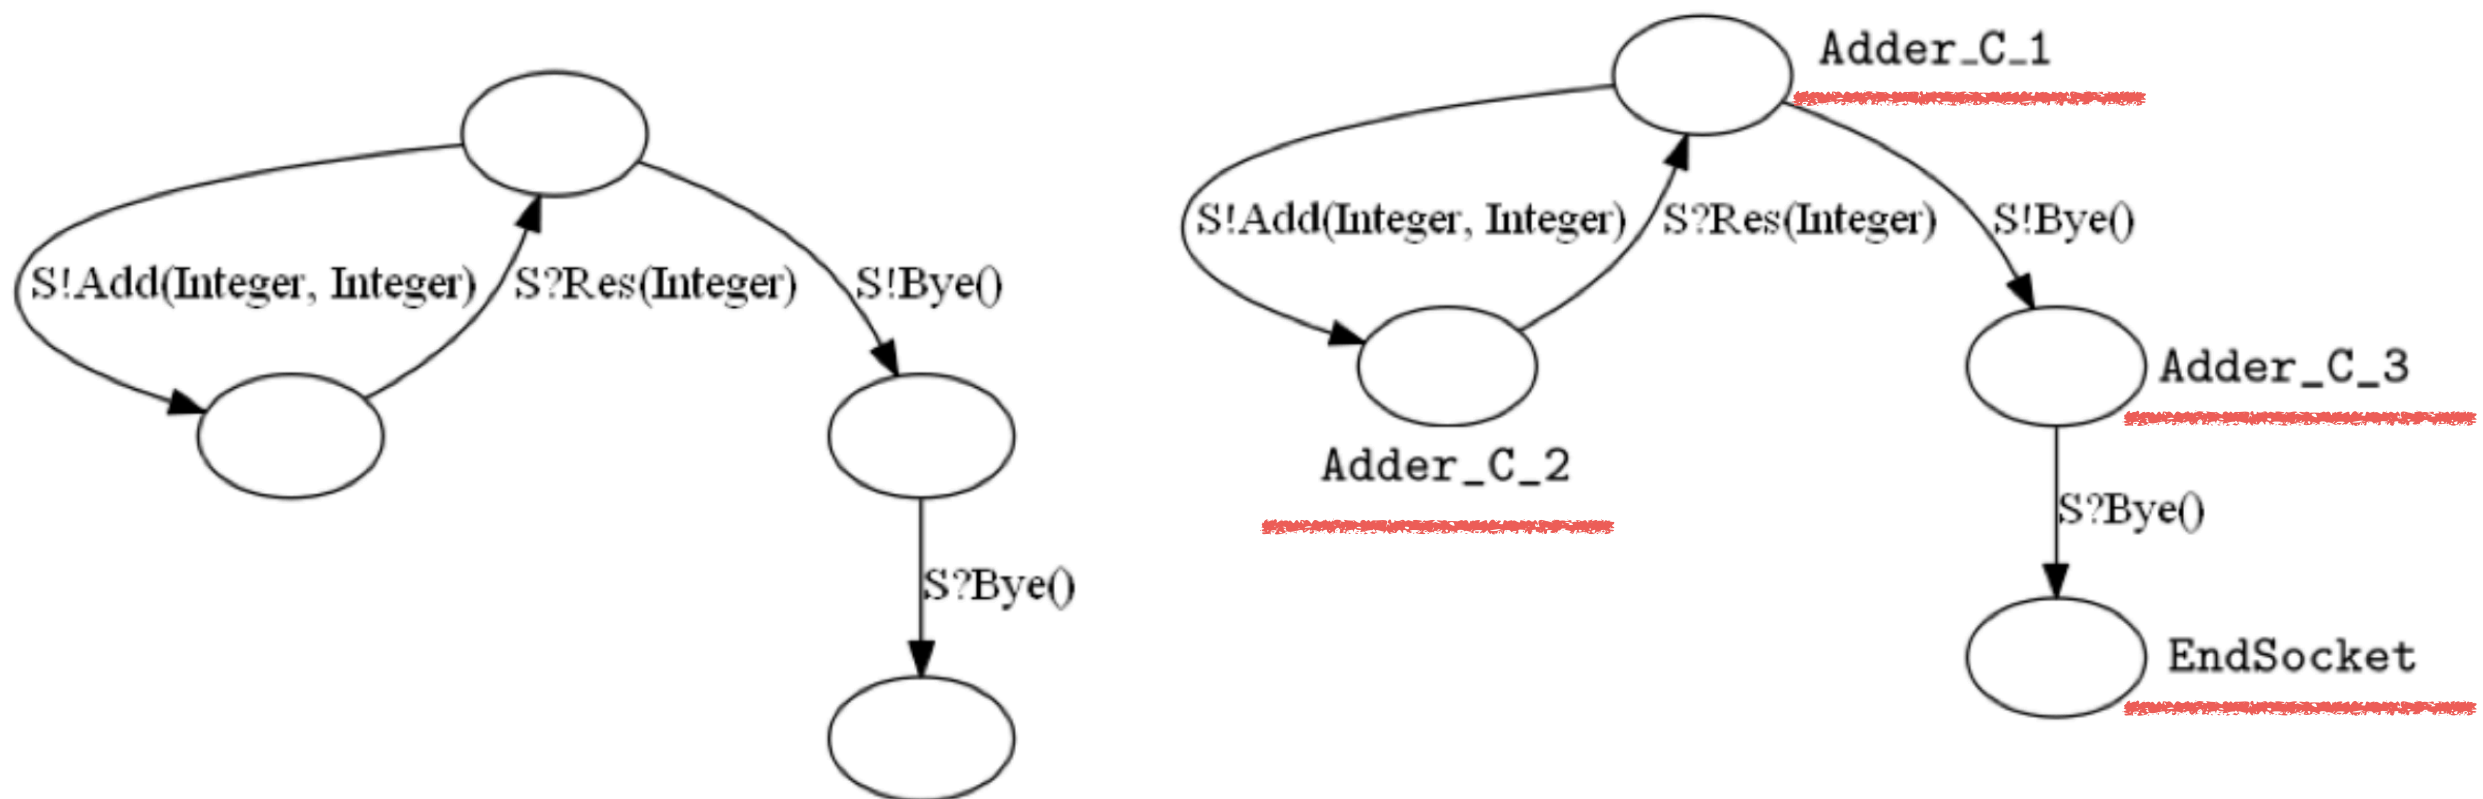 S!Add(Integer, Integer)
S?Res(Integer)
S!Bye()
S?Bye()
Adder_C_1
S!Add(Integer, Integer)
S?Res(Integer)
S!Bye()
Adder_C_3
Adder_C_2
S?Bye()
EndSocket